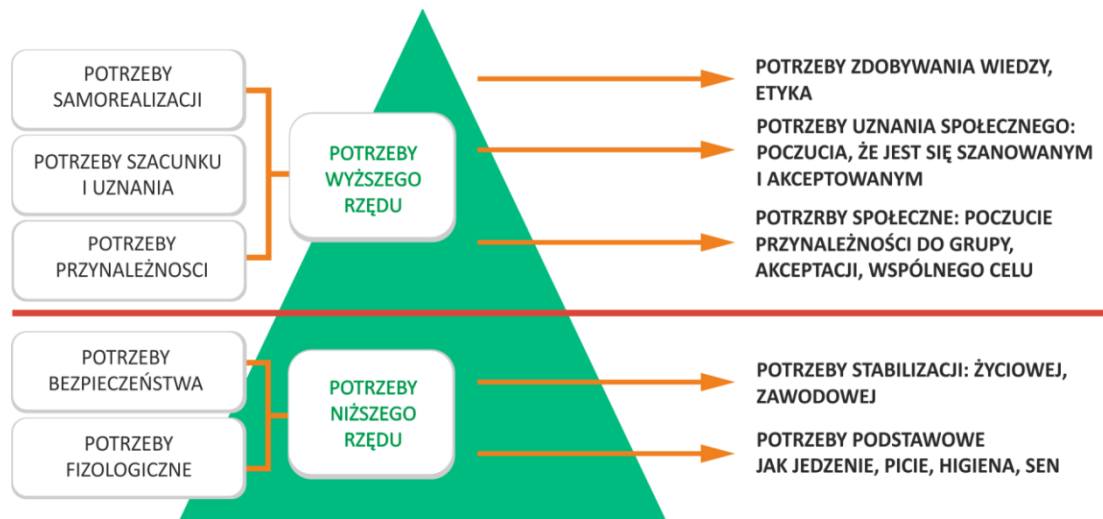 POTRZEBY
SAMOREALIZACJI
POTRZEBY SZACUNKU
I UZNANIA
POTRZEBY
PRZYNALEŻNOSCI
POTRZEBY
WYŻSZEGO
RZĘDU
POTRZEBY ZDOBYWANIA WIEDZY,
ETYKA
POTRZEBY UZNANIA SPOŁECZNEGO:
POCZUCIA, ŻE JEST SIĘ SZANOWANYM
I AKCEPTOWANYM
POTRZRBY SPOŁECZNE: POCZUCIE
PRZYNALEŻNOŚCI DO GRUPY,
AKCEPTACJI, WSPÓLNEGO CELU
POTRZEBY
BEZPIECZEŃSTWA
POTRZEBY
FIZOLOGICZNE
POTRZEBY
NIŻSZEGO
RZĘDU
POTRZEBY STABILIZACJI: ŻYCIOWEJ,
ZAWODOWEJ
POTRZEBY PODSTAWOWE
JAK JEDZENIE, PICIE, HIGIENA, SEN